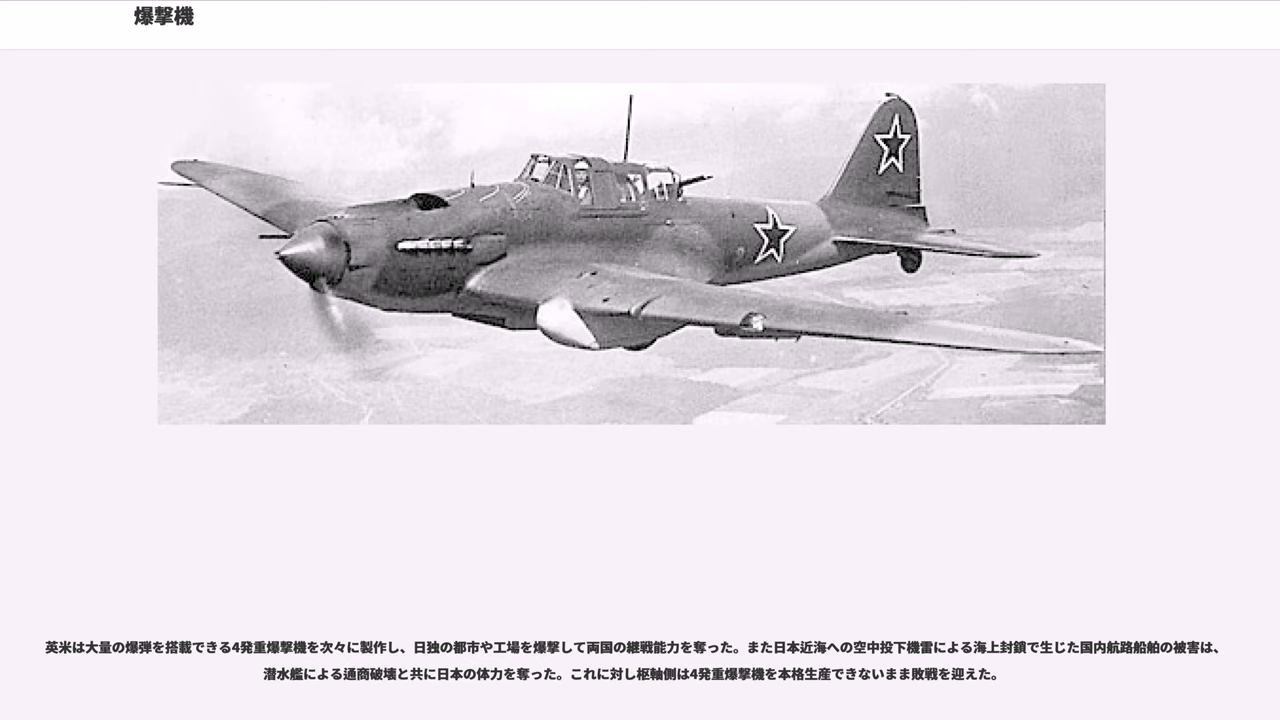 爆撃機
英米は大量の爆弾を搭載できる4発重爆撃機を次々に製作し、日独の都市や工場を爆撃して両国の継戦能力を奪った。また日本近海への空中投下機雷による海上封鎖で生じた国内航路船舶の被害は、
潜水艦による通商破壊と共に日本の体力を奪った。これに対し枢軸側は4発重爆撃機を本格生産できないまま敗戦を迎えた。